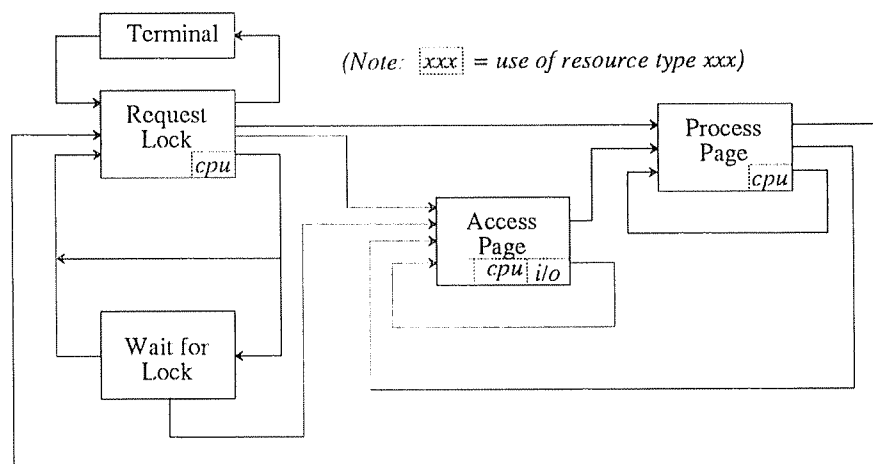 Terminal
(Note: xxx = use of resource type xxx)
Request
Lock
cpu
Process
Page
cpu
Access
Page
cpu i/o
Wait for
Lock